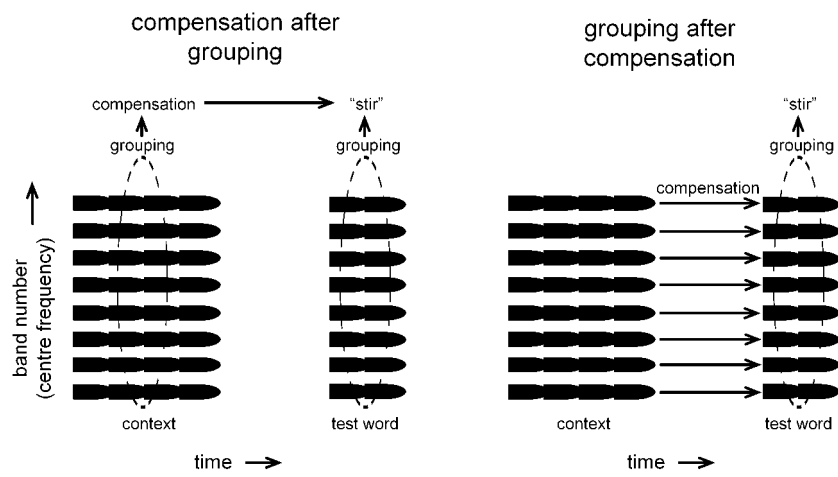 compensation after
grouping
compensation
"stir"
grouping
grouping
band number
(centre frequency)
context
test word
time
grouping after
compensation
"stir"
grouping
compensation
context
test word
time